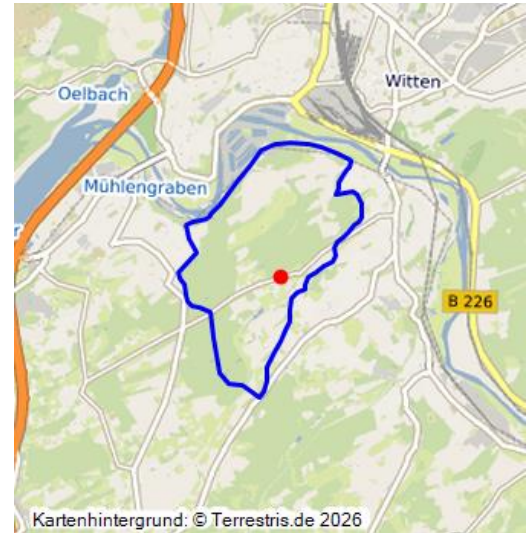 Witten
Oelbach
Mühlengraben
r
B 226
Kartenhintergrund: © Terrestris.de 2026